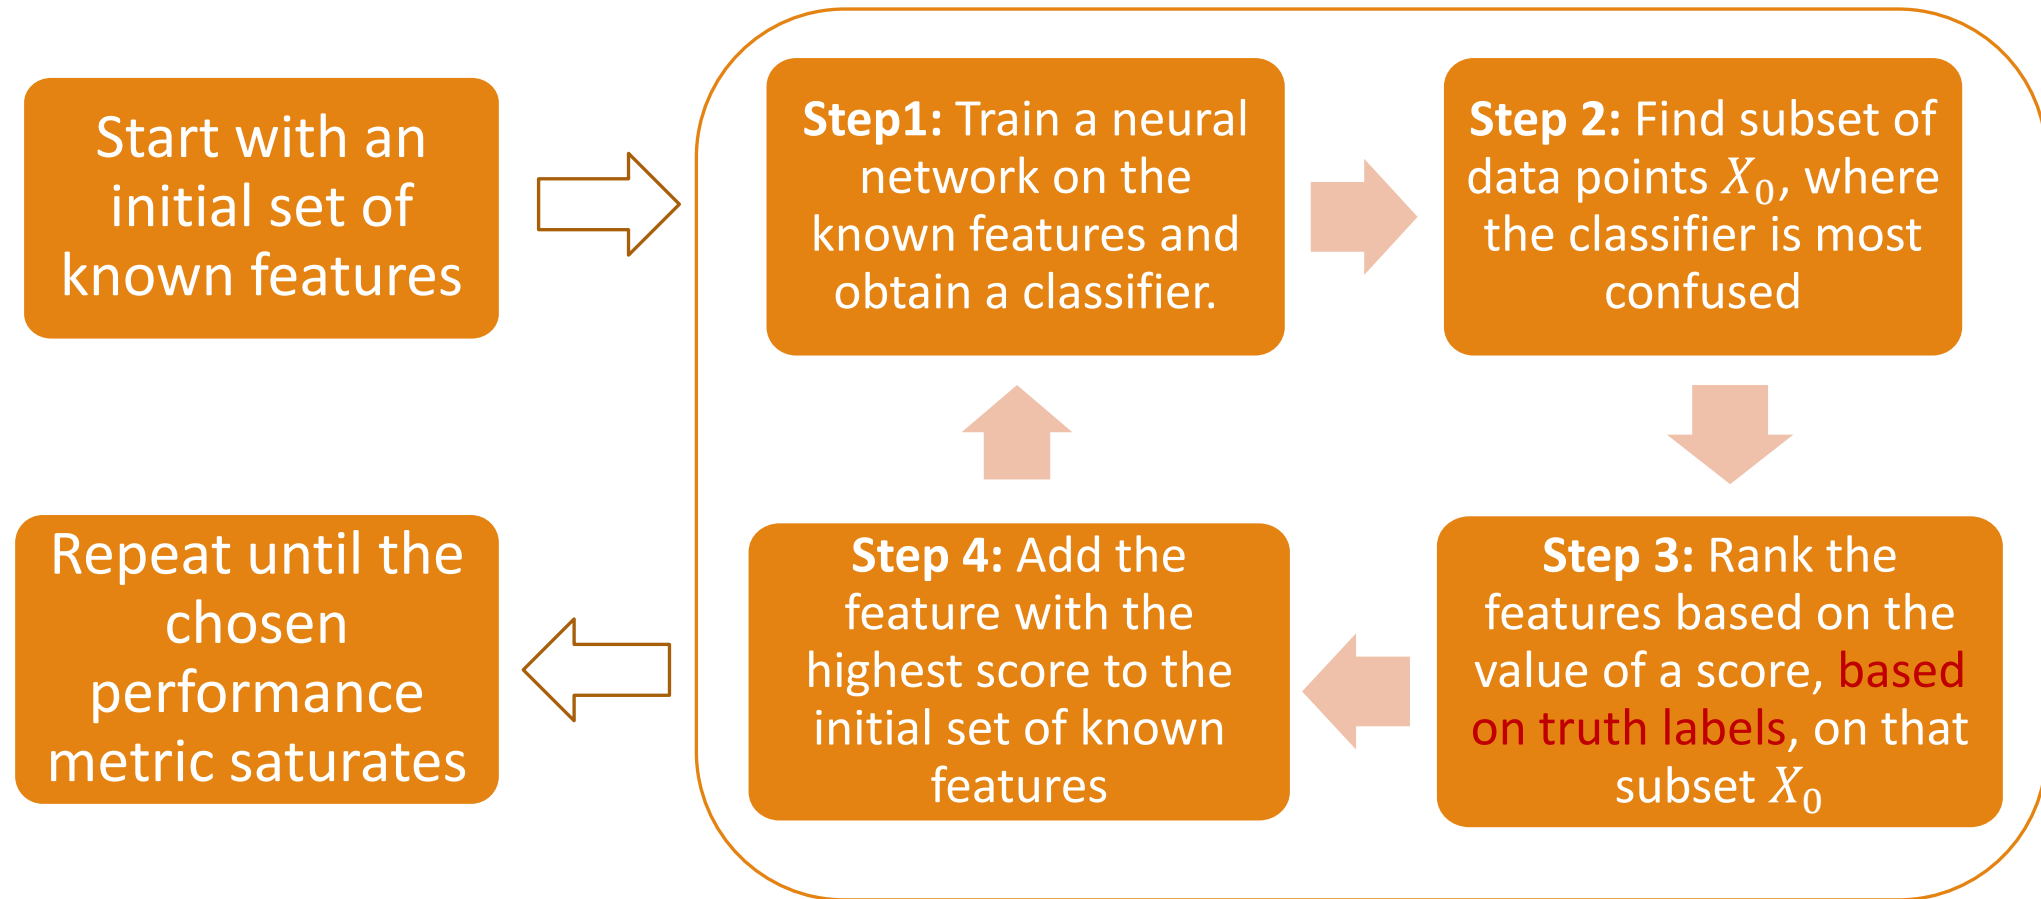 Start with an
initial set of
known features
Step1: Train a neural
network on the
known features and
obtain a classifier.
Step 2: Find subset of
data points X₀, where
the classifier is most
confused
Step 3: Rank the
features based on the
value of a score, based
on truth labels, on that
subset X₀
Step 4: Add the
feature with the
highest score to the
initial set of known
features
Repeat until the
chosen
performance
metric saturates